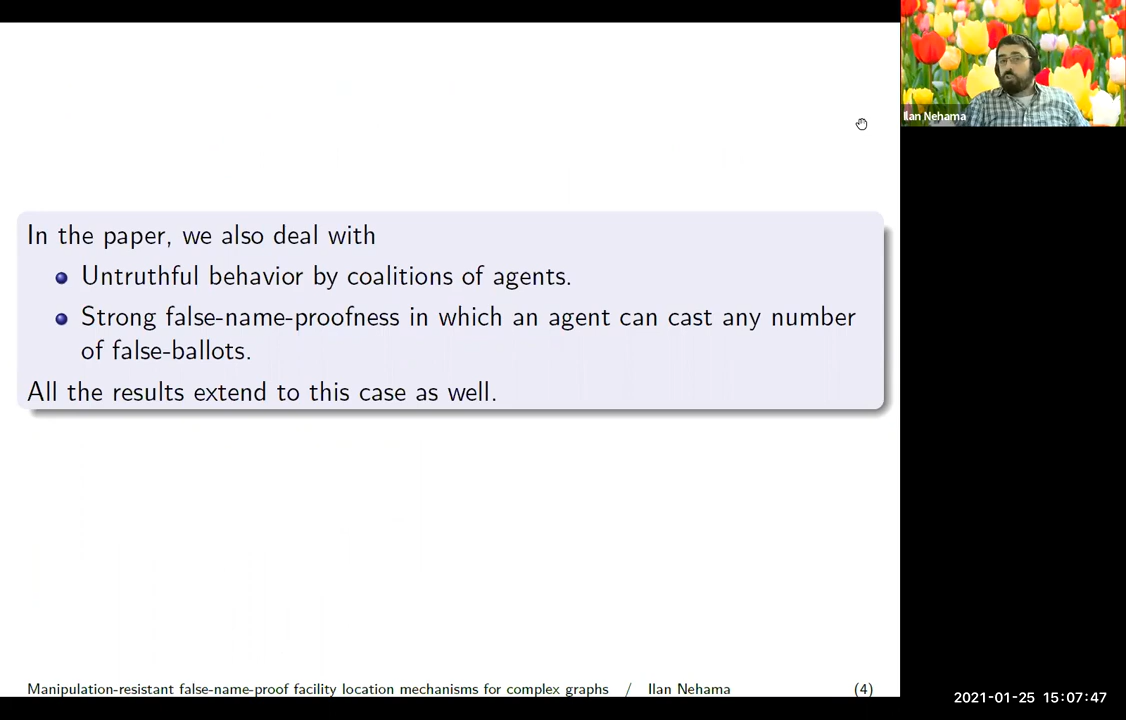 Ilan Nehama
In the paper, we also deal with
Untruthful behavior by coalitions of agents.
Strong false-name-proofness in which an agent can cast any number
of false-ballots.
All the results extend to this case as well.
Manipulation-resistant false-name-proof facility location mechanisms for complex graphs / Ilan Nehama (4)
2021-01-25 15:07:47